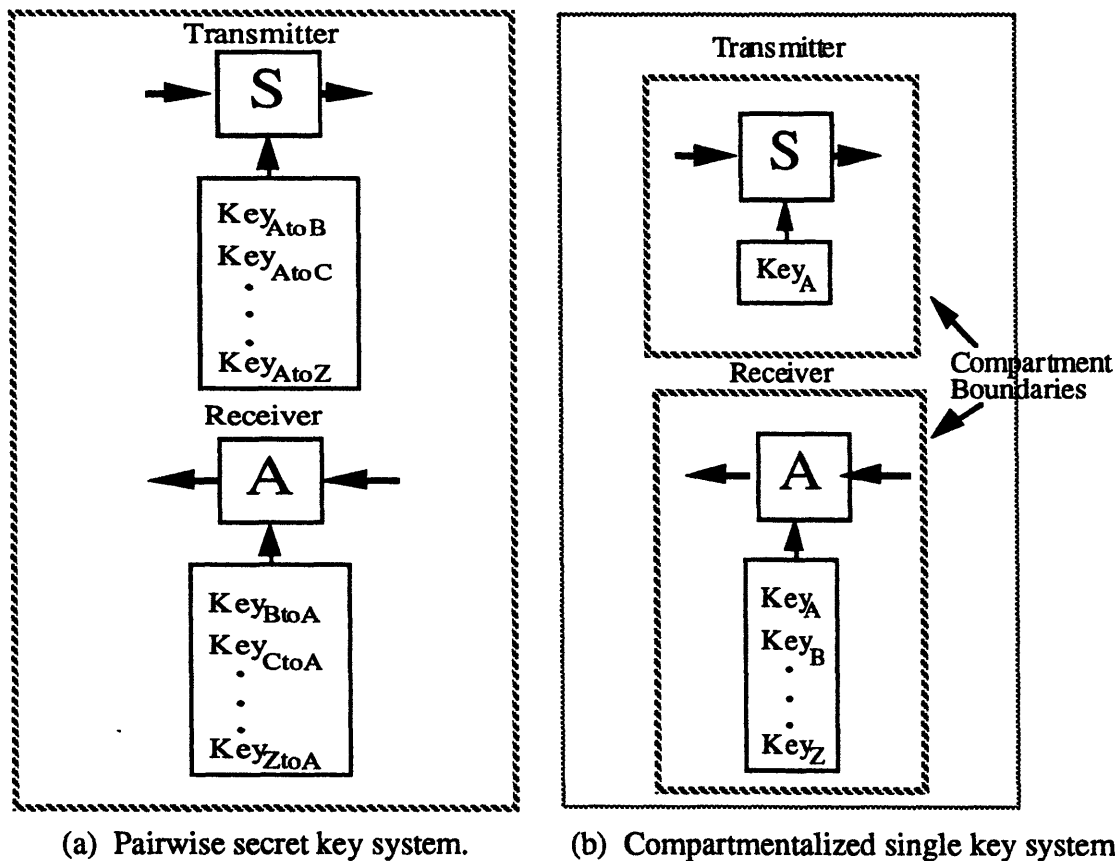 Transmitter
S
Key_AtoB
Key_AtoC
.
.
.
Key_AtoZ
Receiver
A
Key_BtoA
Key_CtoA
.
.
.
Key_ZtoA
(a) Pairwise secret key system.
Transmitter
S
Key_A
Compartment
Boundaries
Receiver
A
Key_A
Key_B
.
.
.
Key_Z
(b) Compartmentalized single key system